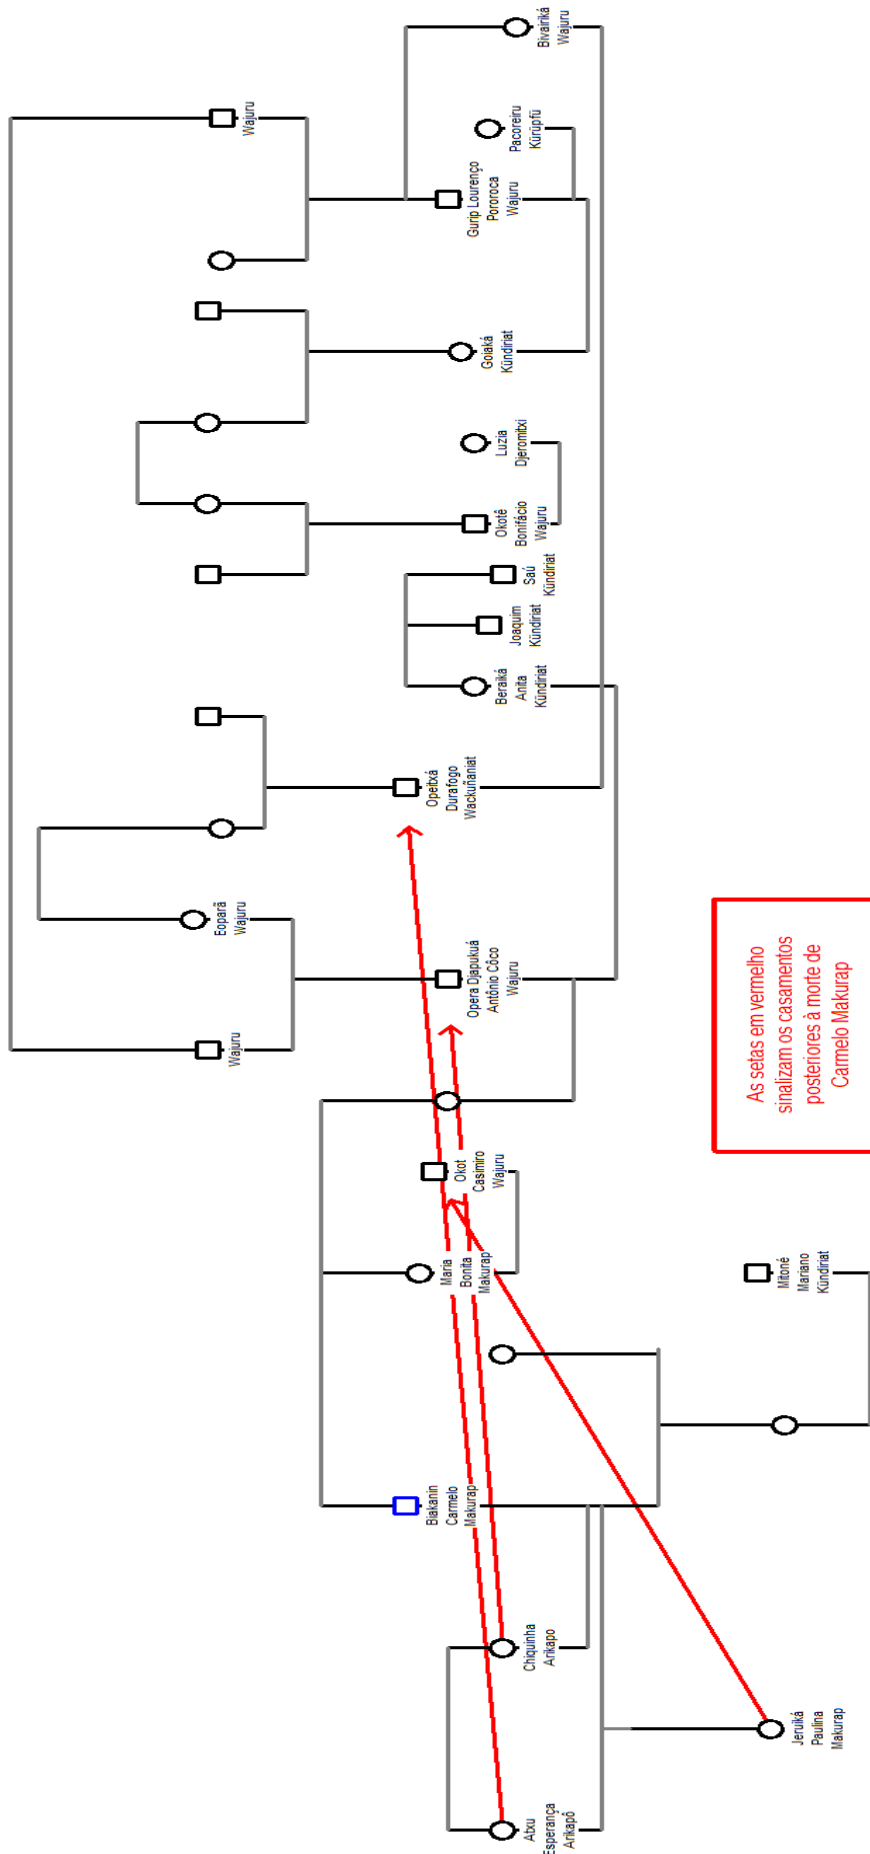 Wajuru
Wajuru
Eopará
Wajuru
Bivairiká
Wajuru
Pacoreiru
Kürüpfü
Gurip Lourenço
Pororoca
Wajuru
Goiaká
Kündiriat
Luzia
Djeromitxi
Okotê
Bonifácio
Wajuru
Saú
Kündiriat
Joaquim
Kündiriat
Beraiká
Anita
Kündiriat
Opeitxá
Durafogo
Wackuñaniat
Opera Djapukuá
Antônio Côco
Wajuru
Okot
Casimiro
Wajuru
Maria
Bonita
Makurap
Biakanin
Carmelo
Makurap
Chiquinha
Arikapo
Atxu
Esperança
Arikapô
Mitoné
Mariano
Kündiriat
Jeruiká
Paulina
Makurap
As setas em vermelho
sinalizam os casamentos
posteriores à morte de
Carmelo Makurap